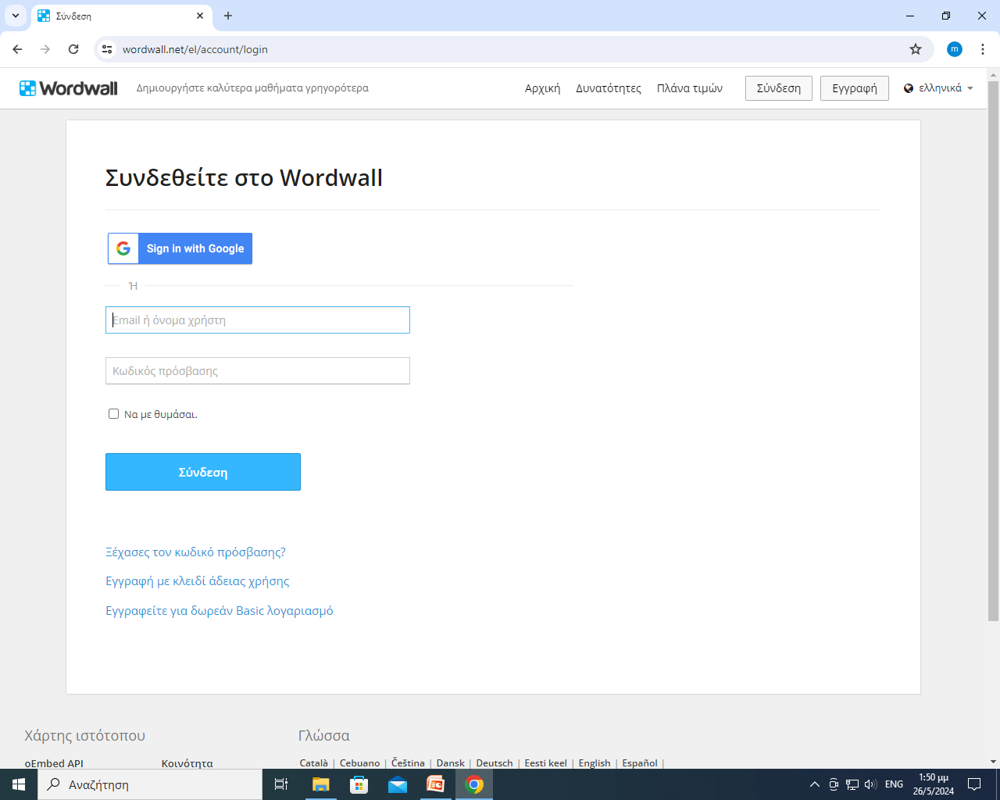 Σύνδεση
wordwall.net/el/account/login
m
Wordwall
Δημιουργήστε καλύτερα μαθήματα γρηγορότερα
Αρχική
Δυνατότητες
Πλάνα τιμών
Σύνδεση
Εγγραφή
ελληνικά
Συνδεθείτε στο Wordwall
Sign in with Google
Ή
Email ή όνομα χρήστη
Κωδικός πρόσβασης
Να με θυμάσαι.
Σύνδεση
Ξέχασες τον κωδικό πρόσβασης?
Εγγραφή με κλειδί άδειας χρήσης
Εγγραφείτε για δωρεάν Basic λογαριασμό
Χάρτης ιστότοπου
Γλώσσα
oEmbed API
Κοινότητα
Català | Cebuano | Čeština | Dansk | Deutsch | Eesti keel | English | Español |
Αναζήτηση
ENG
1:50 μμ
26/5/2024